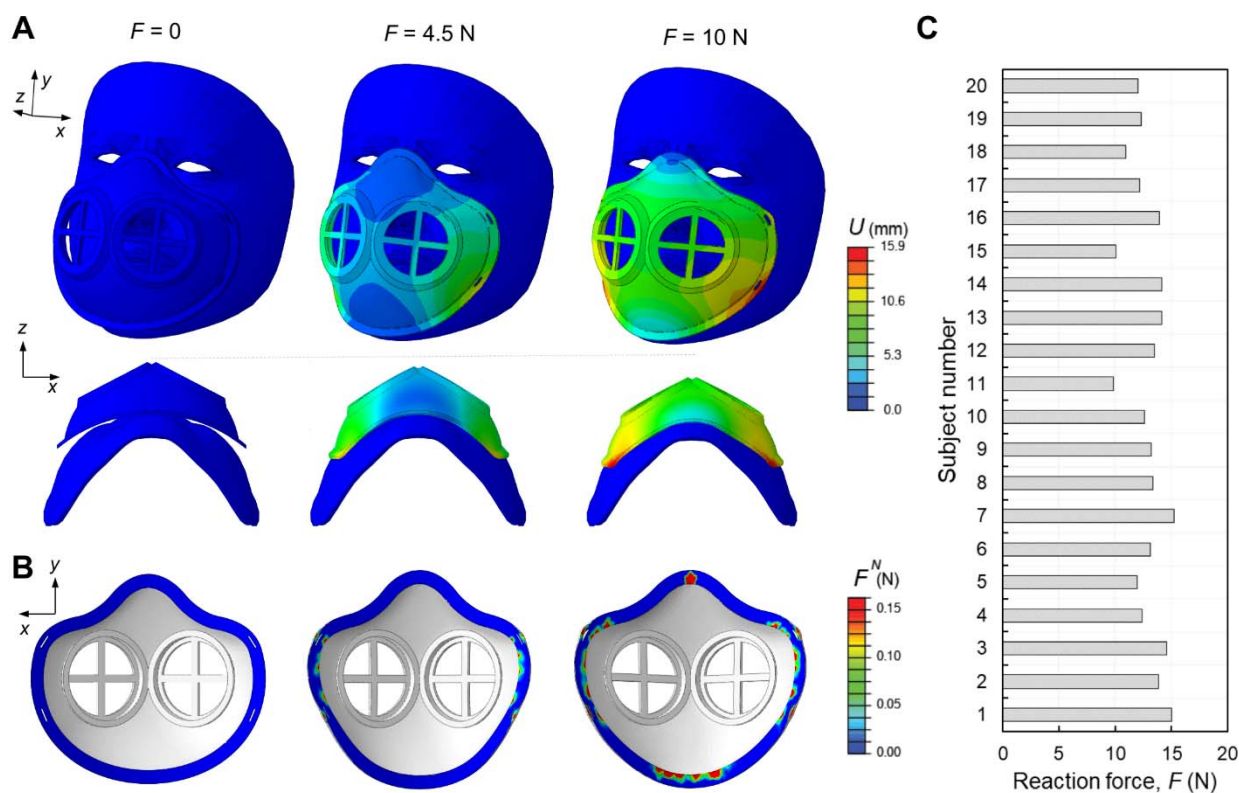 A
F = 0
F = 4.5 N
F = 10 N
y
z
x
U (mm)
15.9
10.6
5.3
0.0
z
x
B
y
x
F^N (N)
0.15
0.10
0.05
0.00
C
Subject number
20
19
18
17
16
15
14
13
12
11
10
9
8
7
6
5
4
3
2
1
0 5 10 15 20
Reaction force, F (N)